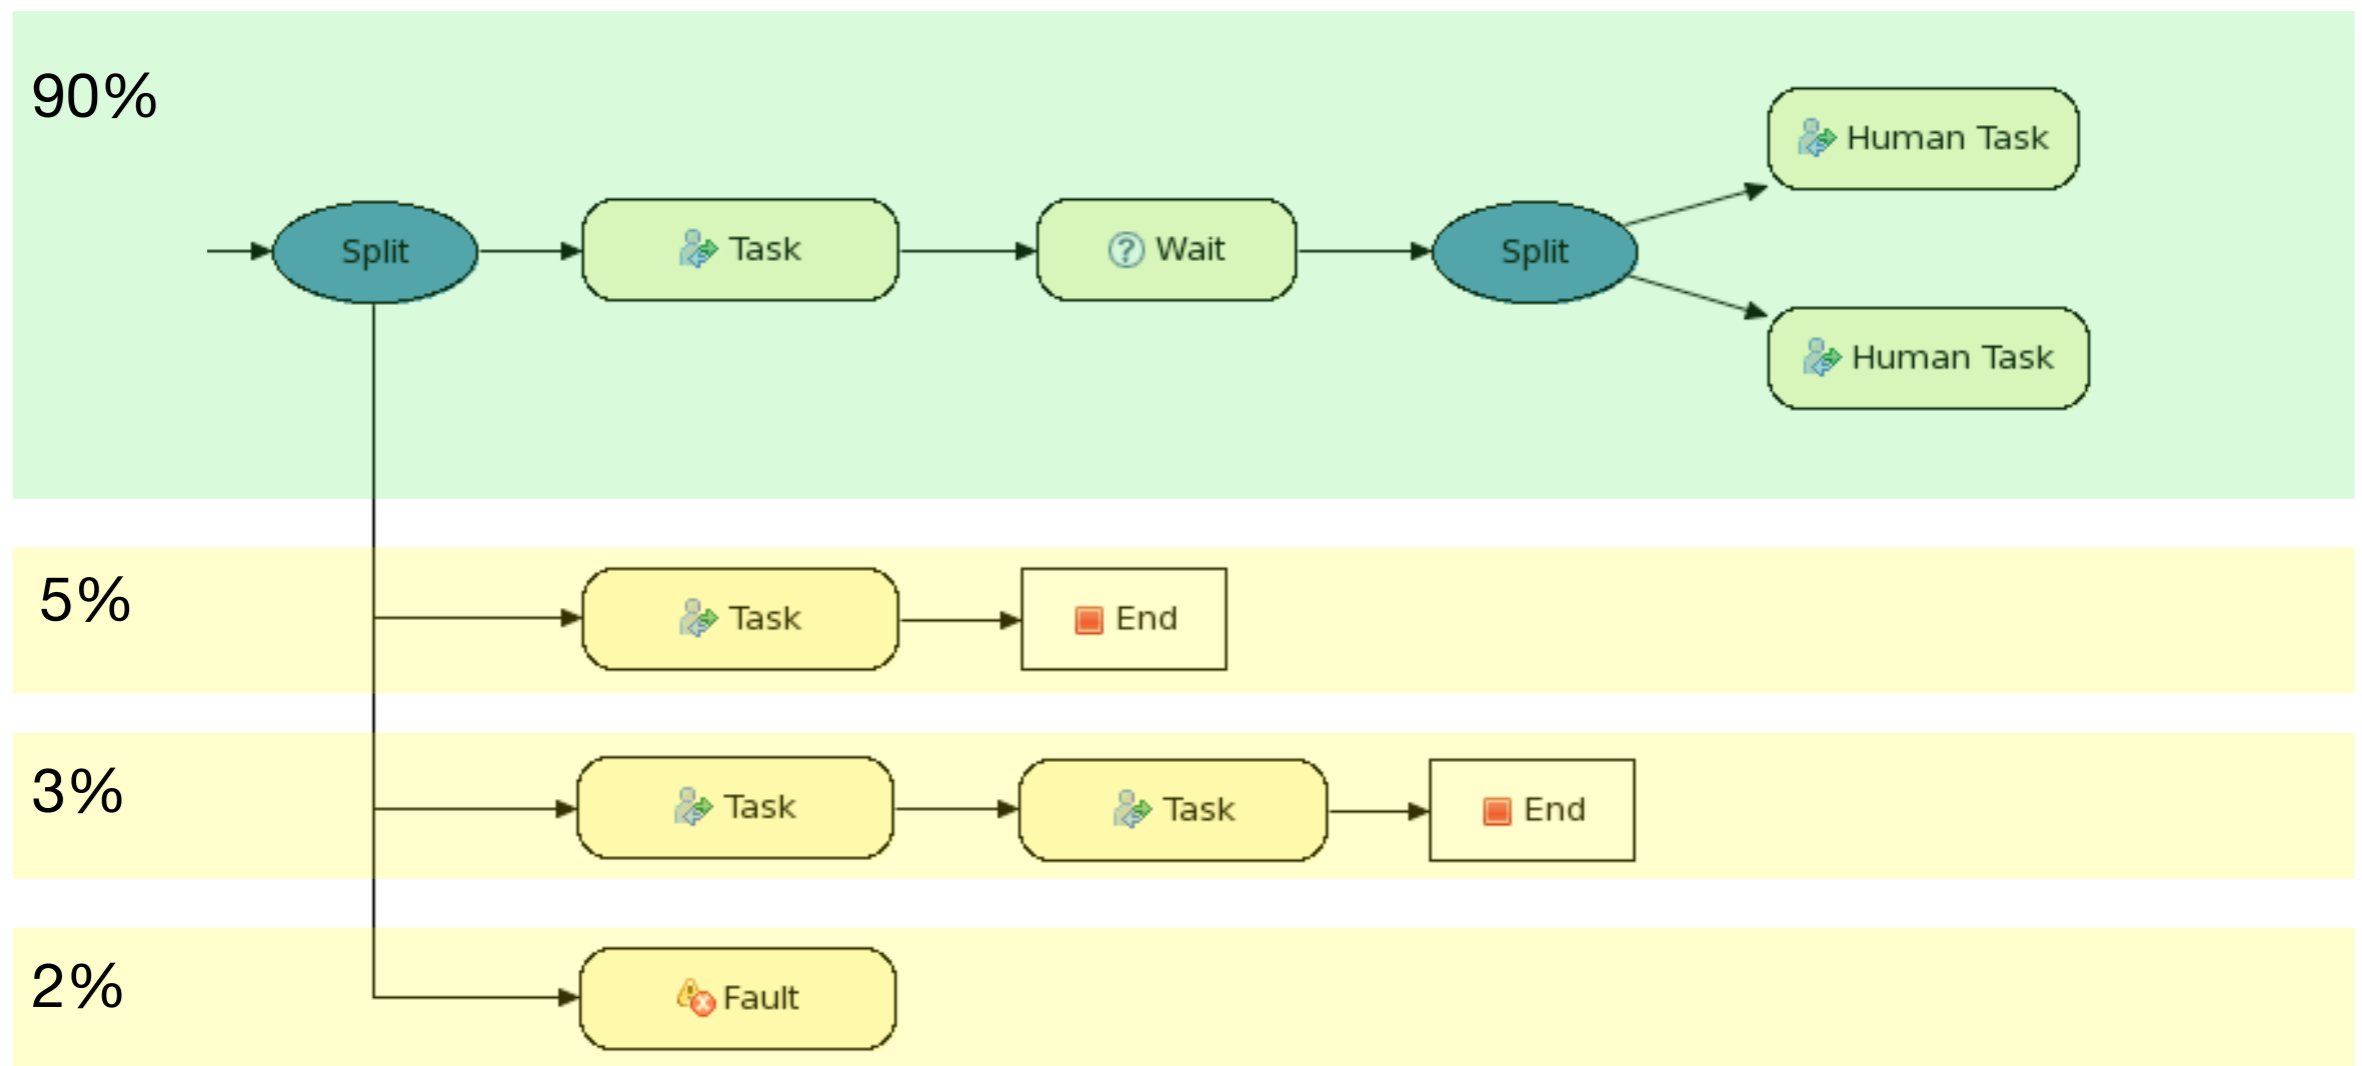 90%
Human Task
Split
Task
Wait
Split
Human Task
5%
Task
End
3%
Task
Task
End
2%
Fault